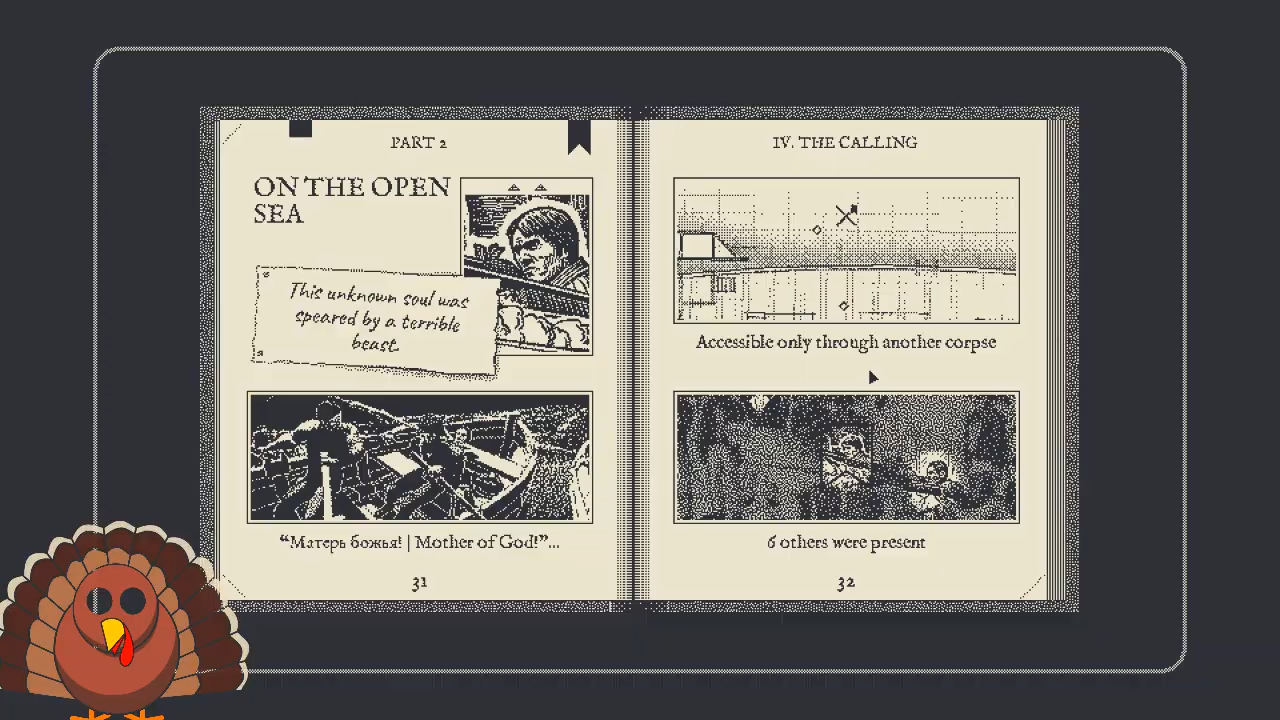 PART 2
ON THE OPEN
SEA
This unknown soul was
speared by a terrible
beast.
“Матерь божья! | Mother of God!”...
31
IV. THE CALLING
Accessible only through another corpse
6 others were present
32